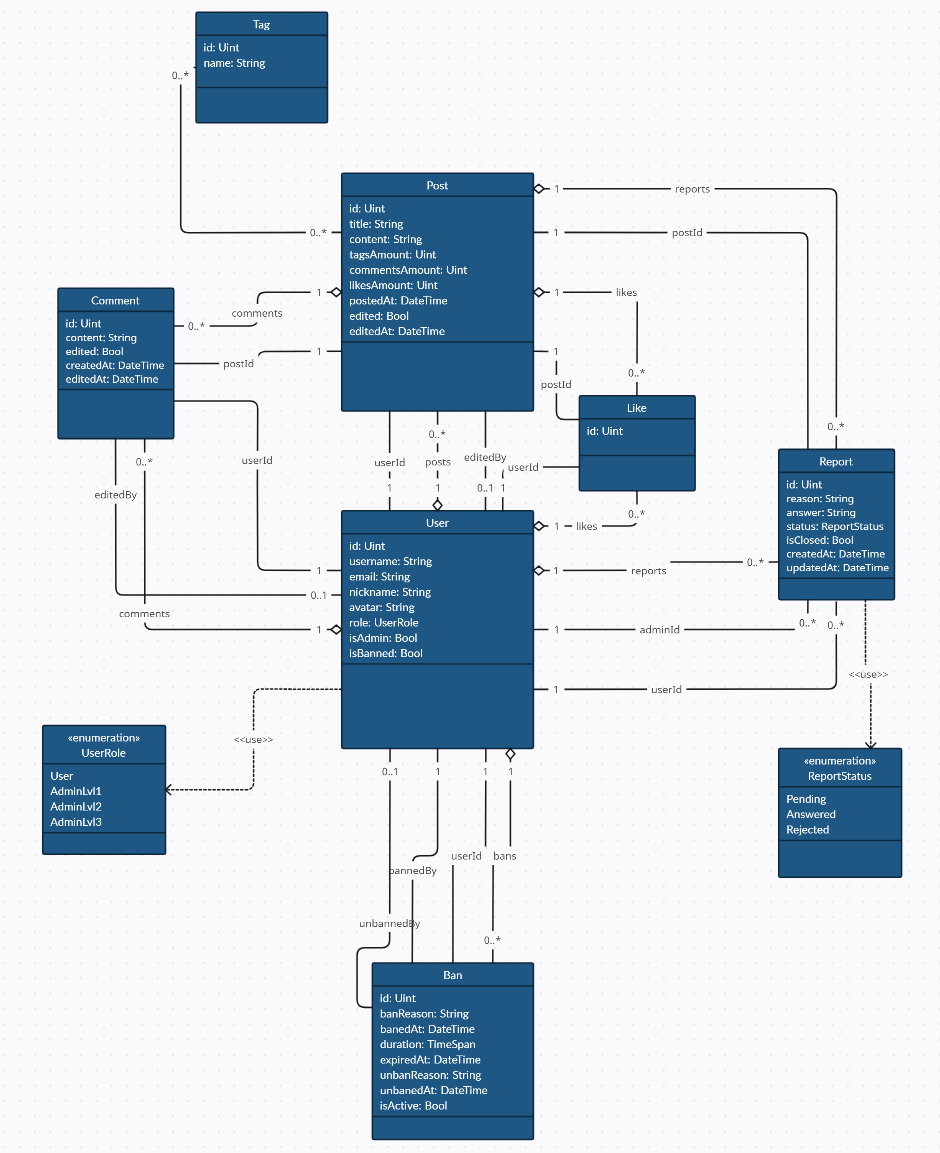 Tag
id: Uint
name: String
0..*
0..*
Post
id: Uint
title: String
content: String
tagsAmount: Uint
commentsAmount: Uint
likesAmount: Uint
postedAt: DateTime
edited: Bool
editedAt: DateTime
1
reports
0..*
1
postId
1
likes
0..*
1
postId
1
comments
0..*
1
postId
Comment
id: Uint
content: String
edited: Bool
createdAt: DateTime
editedAt: DateTime
Like
id: Uint
userId
1
posts
0..*
1
editedBy
0..1
userId
1
0..*
likes
1
userId
1
editedBy
0..1
0..*
comments
1
Report
id: Uint
reason: String
answer: String
status: ReportStatus
isClosed: Bool
createdAt: DateTime
updatedAt: DateTime
User
id: Uint
username: String
email: String
nickname: String
avatar: String
role: UserRole
isAdmin: Bool
isBanned: Bool
1
reports
0..*
1
adminId
0..*
1
userId
0..*
<<use>>
<<use>>
«enumeration»
UserRole
User
AdminLvl1
AdminLvl2
AdminLvl3
«enumeration»
ReportStatus
Pending
Answered
Rejected
0..1
1
1
1
userId
bans
bannedBy
unbannedBy
0..*
Ban
id: Uint
banReason: String
banedAt: DateTime
duration: TimeSpan
expiredAt: DateTime
unbanReason: String
unbanedAt: DateTime
isActive: Bool